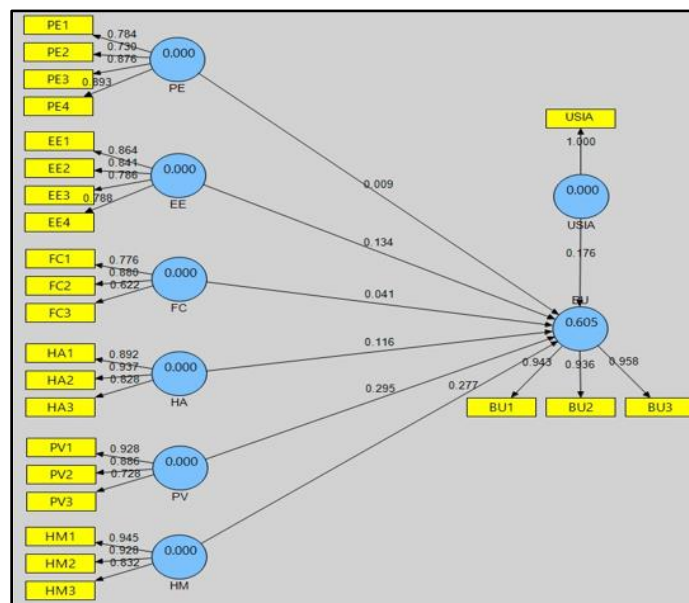 PE1
0.784
PE2
0.730
PE3
0.876
PE4
0.893
0.000
PE
EE1
0.864
EE2
0.841
EE3
0.786
EE4
0.788
0.000
EE
FC1
0.776
FC2
0.880
FC3
0.622
0.000
FC
HA1
0.892
HA2
0.937
HA3
0.828
0.000
HA
PV1
0.928
PV2
0.886
PV3
0.728
0.000
PV
HM1
0.945
HM2
0.928
HM3
0.832
0.000
HM
0.009
0.134
0.041
0.116
0.295
0.277
USIA
1.000
0.000
USIA
0.176
BU
0.605
0.943
0.936
0.958
BU1
BU2
BU3